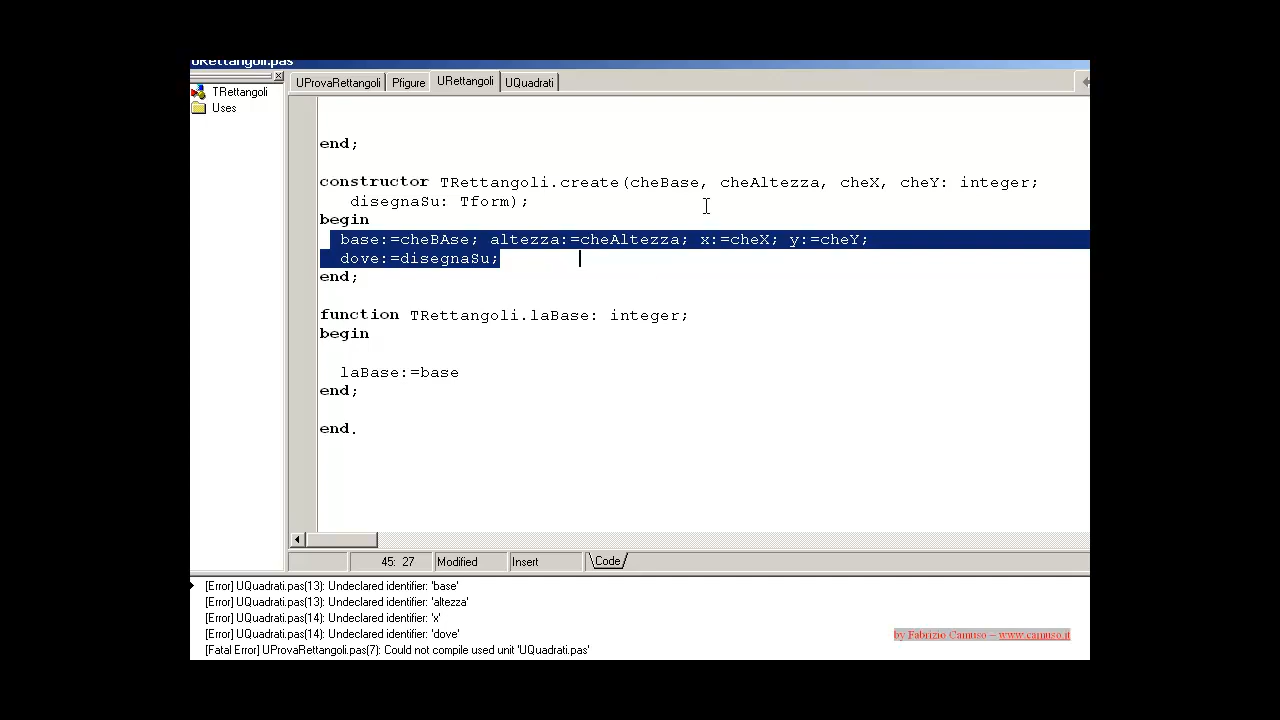 URettangoli.pas
TRettangoli
Uses
UProvaRettangoli Pfigure URettangoli UQuadrati
end;
constructor TRettangoli.create(cheBase, cheAltezza, cheX, cheY: integer;
disegnaSu: Tform);
begin
base:=cheBAse; altezza:=cheAltezza; x:=cheX; y:=cheY;
dove:=disegnaSu;
end;
function TRettangoli.laBase: integer;
begin
laBase:=base
end;
end.
45: 27 Modified Insert Code
[Error] UQuadrati.pas(13): Undeclared identifier: 'base'
[Error] UQuadrati.pas(13): Undeclared identifier: 'altezza'
[Error] UQuadrati.pas(14): Undeclared identifier: 'x'
[Error] UQuadrati.pas(14): Undeclared identifier: 'dove'
[Fatal Error] UProvaRettangoli.pas(7): Could not compile used unit 'UQuadrati.pas'
by Fabrizio Camuso – www.camuso.it